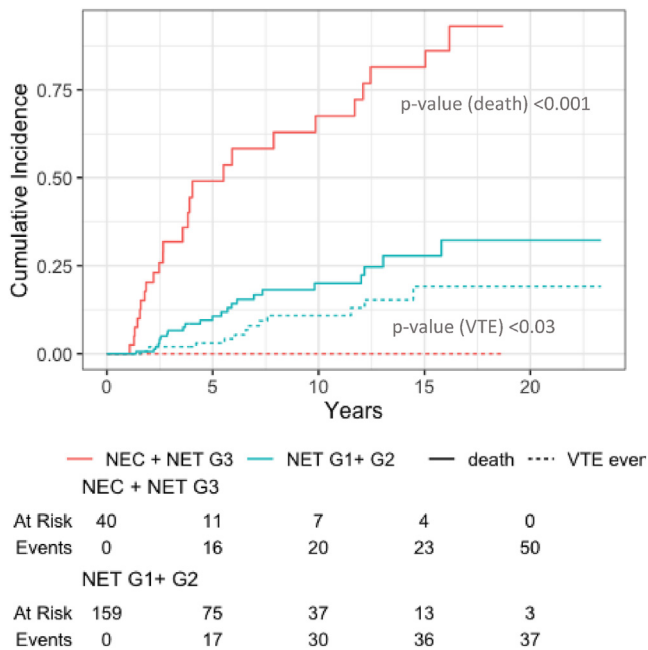 Cumulative Incidence
0.75
0.50
0.25
0.00
p-value (death) <0.001
p-value (VTE) <0.03
0 5 10 15 20
Years
NEC + NET G3 NET G1+ G2 death VTE even
NEC + NET G3
At Risk 40 11 7 4 0
Events 0 16 20 23 50
NET G1+ G2
At Risk 159 75 37 13 3
Events 0 17 30 36 37